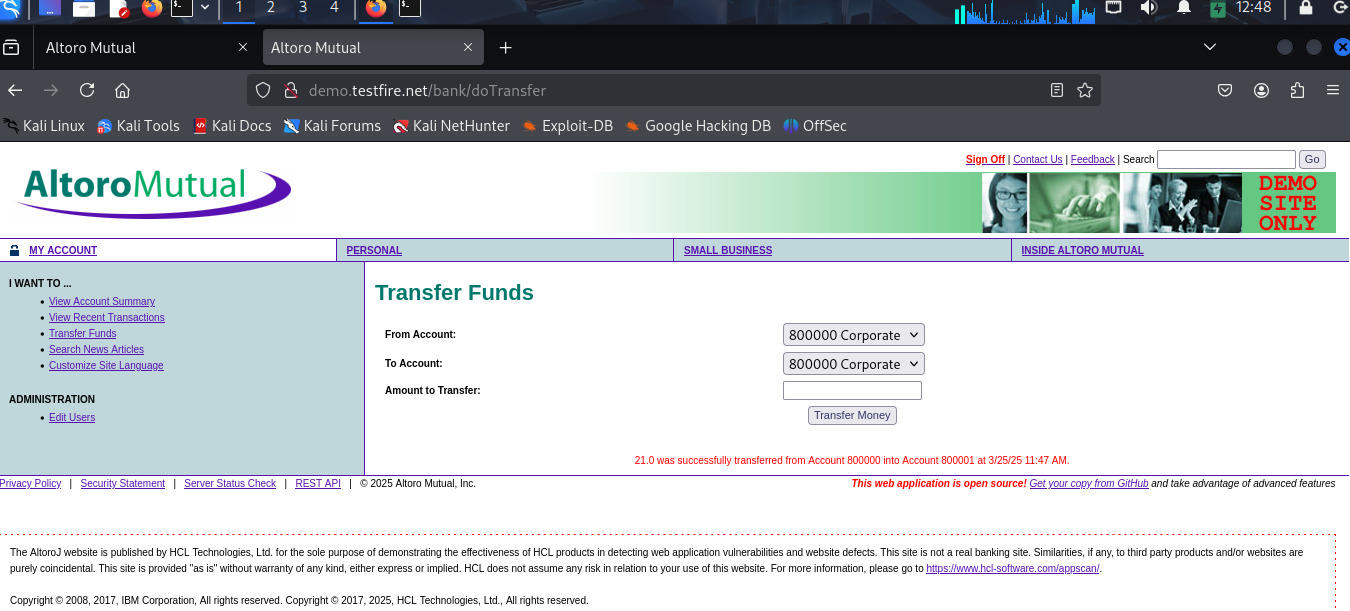 1 2 3 4 12:48
Altoro Mutual
Altoro Mutual
demo.testfire.net/bank/doTransfer
Kali Linux Kali Tools Kali Docs Kali Forums Kali NetHunter Exploit-DB Google Hacking DB OffSec
Sign Off | Contact Us | Feedback | Search Go
AltoroMutual
DEMO
SITE
ONLY
MY ACCOUNT PERSONAL SMALL BUSINESS INSIDE ALTORO MUTUAL
I WANT TO ...
• View Account Summary
• View Recent Transactions
• Transfer Funds
• Search News Articles
• Customize Site Language
ADMINISTRATION
• Edit Users
Transfer Funds
From Account: 800000 Corporate
To Account: 800000 Corporate
Amount to Transfer:
Transfer Money
21.0 was successfully transferred from Account 800000 into Account 800001 at 3/25/25 11:47 AM.
Privacy Policy | Security Statement | Server Status Check | REST API | © 2025 Altoro Mutual, Inc. This web application is open source! Get your copy from GitHub and take advantage of advanced features
The AltoroJ website is published by HCL Technologies, Ltd. for the sole purpose of demonstrating the effectiveness of HCL products in detecting web application vulnerabilities and website defects. This site is not a real banking site. Similarities, if any, to third party products and/or websites are
purely coincidental. This site is provided "as is" without warranty of any kind, either express or implied. HCL does not assume any risk in relation to your use of this website. For more information, please go to https://www.hcl-software.com/appscan/.
Copyright © 2008, 2017, IBM Corporation, All rights reserved. Copyright © 2017, 2025, HCL Technologies, Ltd., All rights reserved.